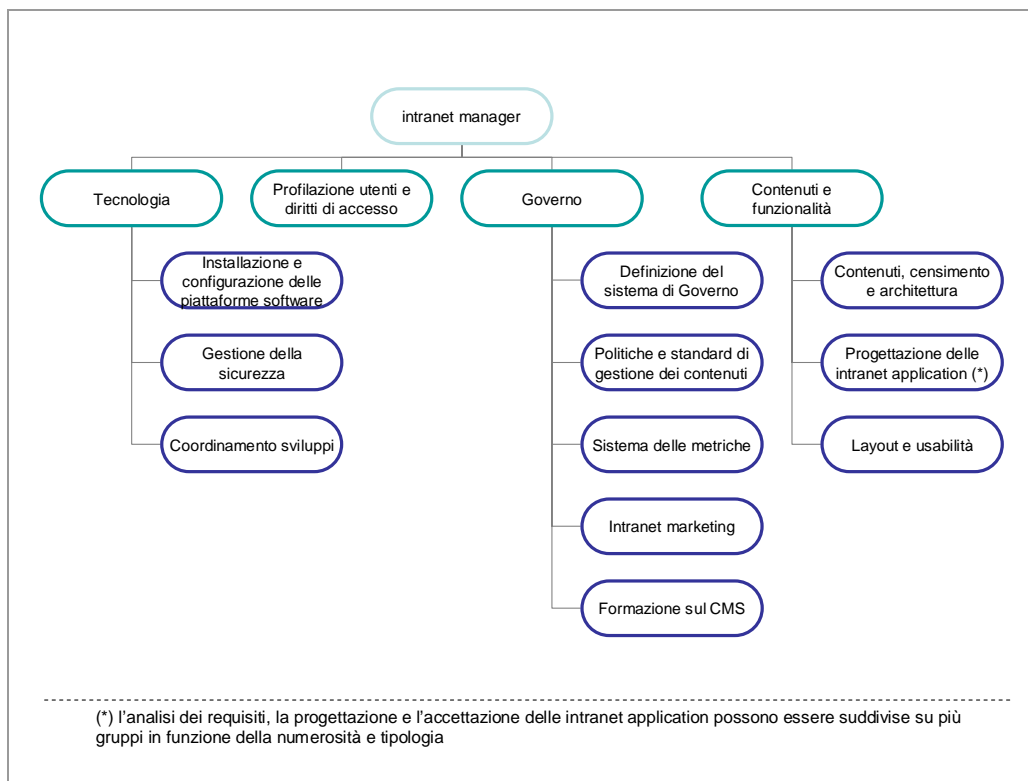 intranet manager
Tecnologia
Profilazione utenti e
diritti di accesso
Governo
Contenuti e
funzionalità
Installazione e
configurazione delle
piattaforme software
Gestione della
sicurezza
Coordinamento sviluppi
Definizione del
sistema di Governo
Politiche e standard di
gestione dei contenuti
Sistema delle metriche
Intranet marketing
Formazione sul CMS
Contenuti, censimento
e architettura
Progettazione delle
intranet application (*)
Layout e usabilità
(*) l'analisi dei requisiti, la progettazione e l'accettazione delle intranet application possono essere suddivise su più
gruppi in funzione della numerosità e tipologia